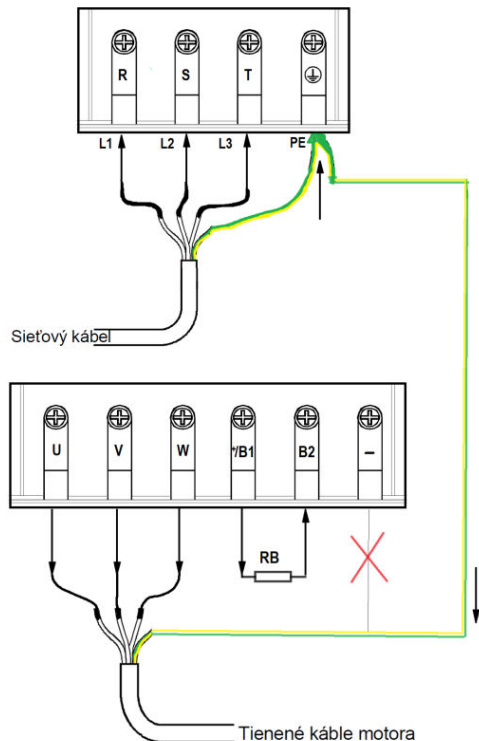 R S T
L1 L2 L3 PE
Sieťový kábel
U V W +/B1 B2 –
RB
Tienené káble motora